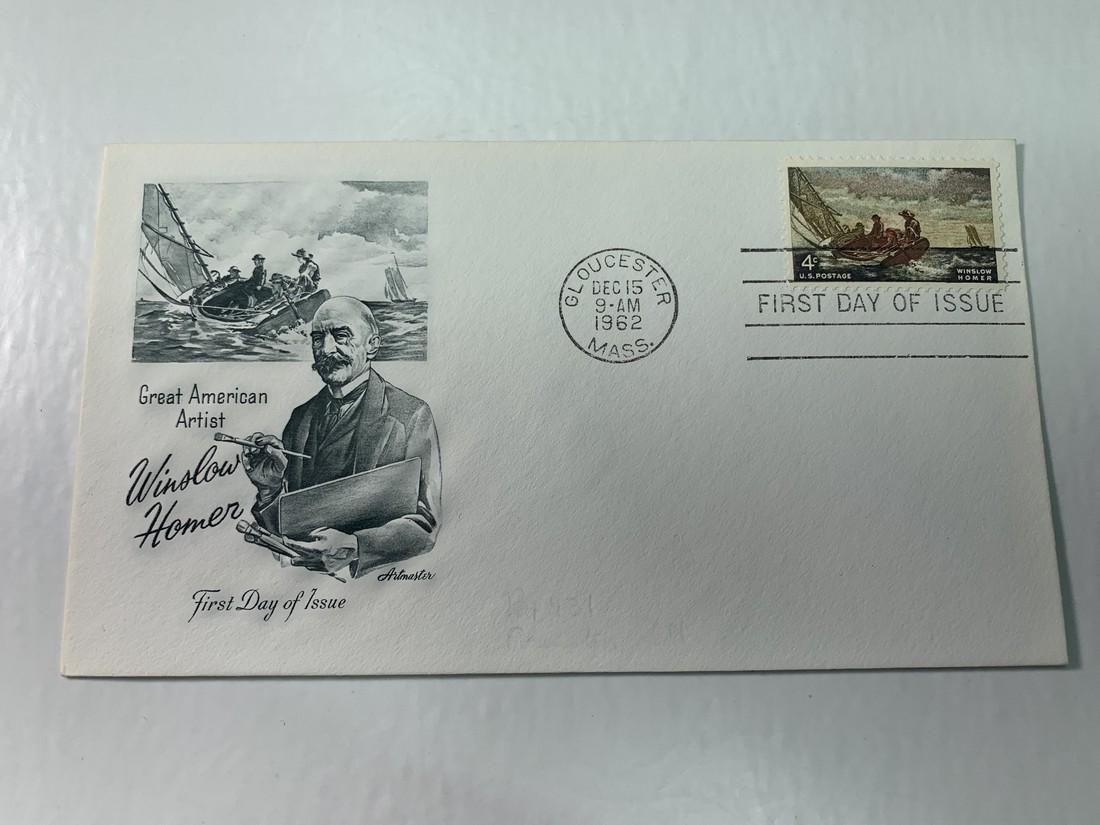 Great American
Artist
Winslow
Homer
Artmaster
First Day of Issue
GLOUCESTER
DEC 15
9-AM
1962
MASS.
4c
U.S. POSTAGE
WINSLOW
HOMER
FIRST DAY OF ISSUE